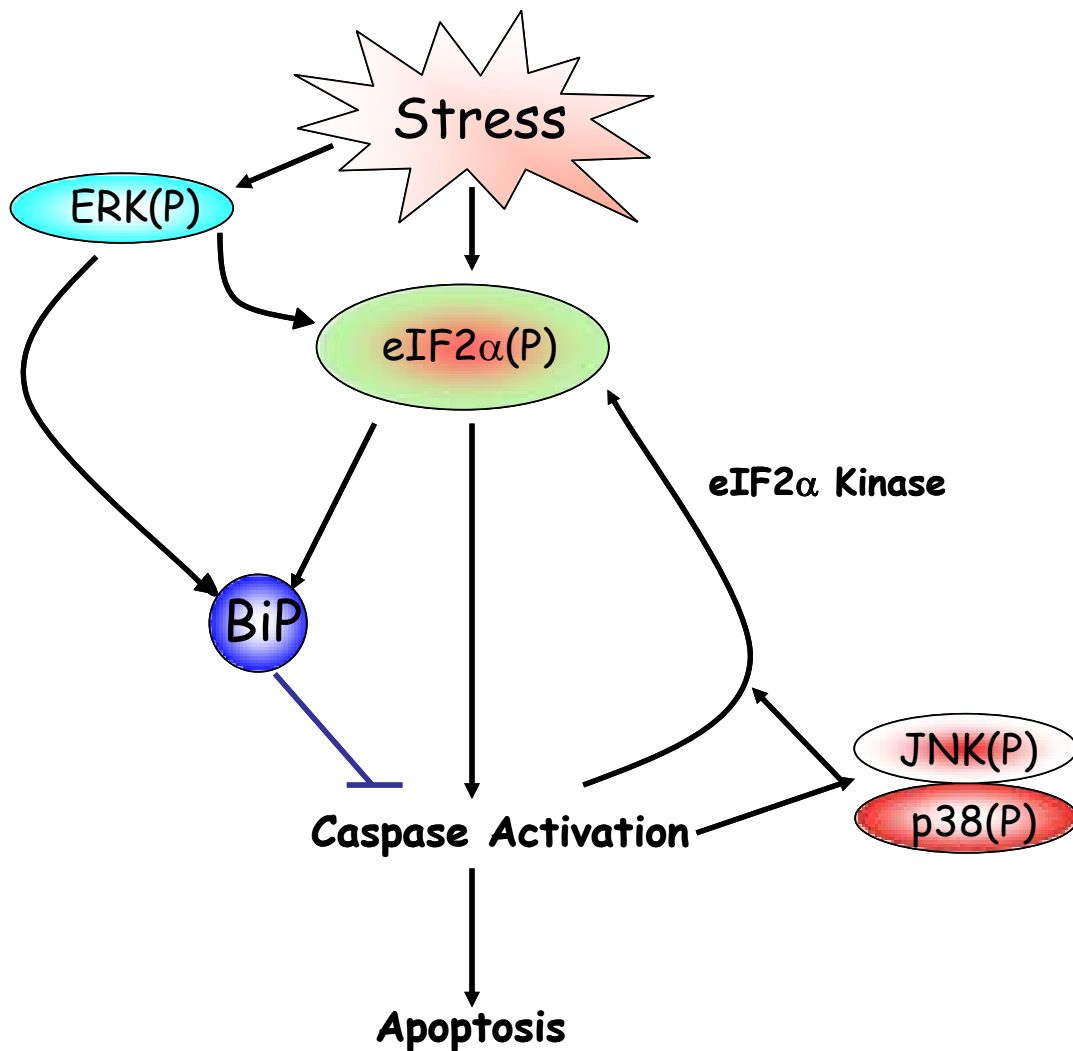 Stress
ERK(P)
eIF2α(P)
eIF2α Kinase
BiP
JNK(P)
p38(P)
Caspase Activation
Apoptosis